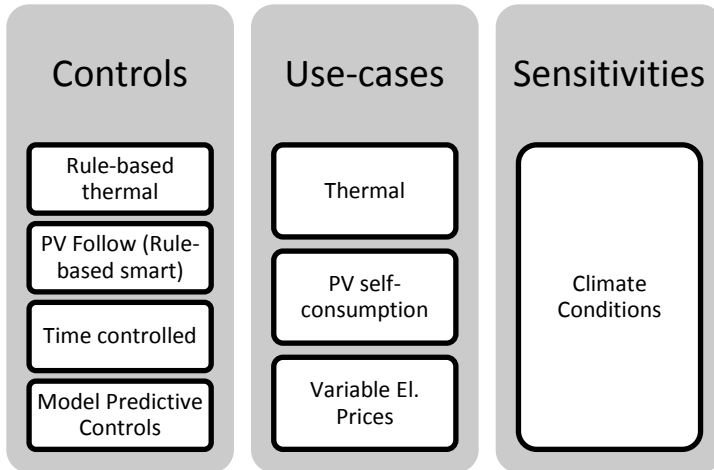 Controls
Rule-based
thermal
PV Follow (Rule-
based smart)
Time controlled
Model Predictive
Controls
Use-cases
Thermal
PV self-
consumption
Variable El.
Prices
Sensitivities
Climate
Conditions